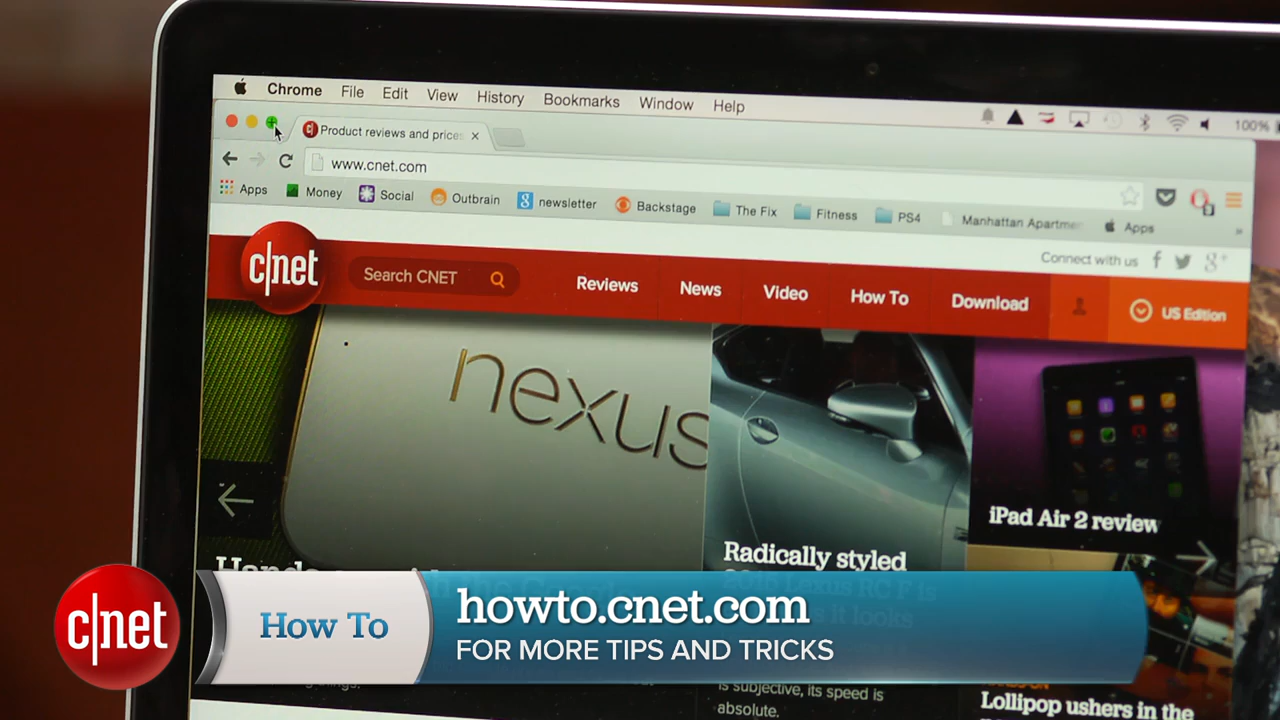 Chrome File Edit View History Bookmarks Window Help
100%
Product reviews and price
www.cnet.com
Apps Money Social Outbrain newsletter Backstage The Fix Fitness PS4 Manhattan Apartme Apps »
Connect with us
c|net Search CNET Reviews News Video How To Download US Edition
nexus
iPad Air 2 review
Radically styled
c|net How To howto.cnet.com
FOR MORE TIPS AND TRICKS
is subjective, its speed is
absolute.
Lollipop ushers in the